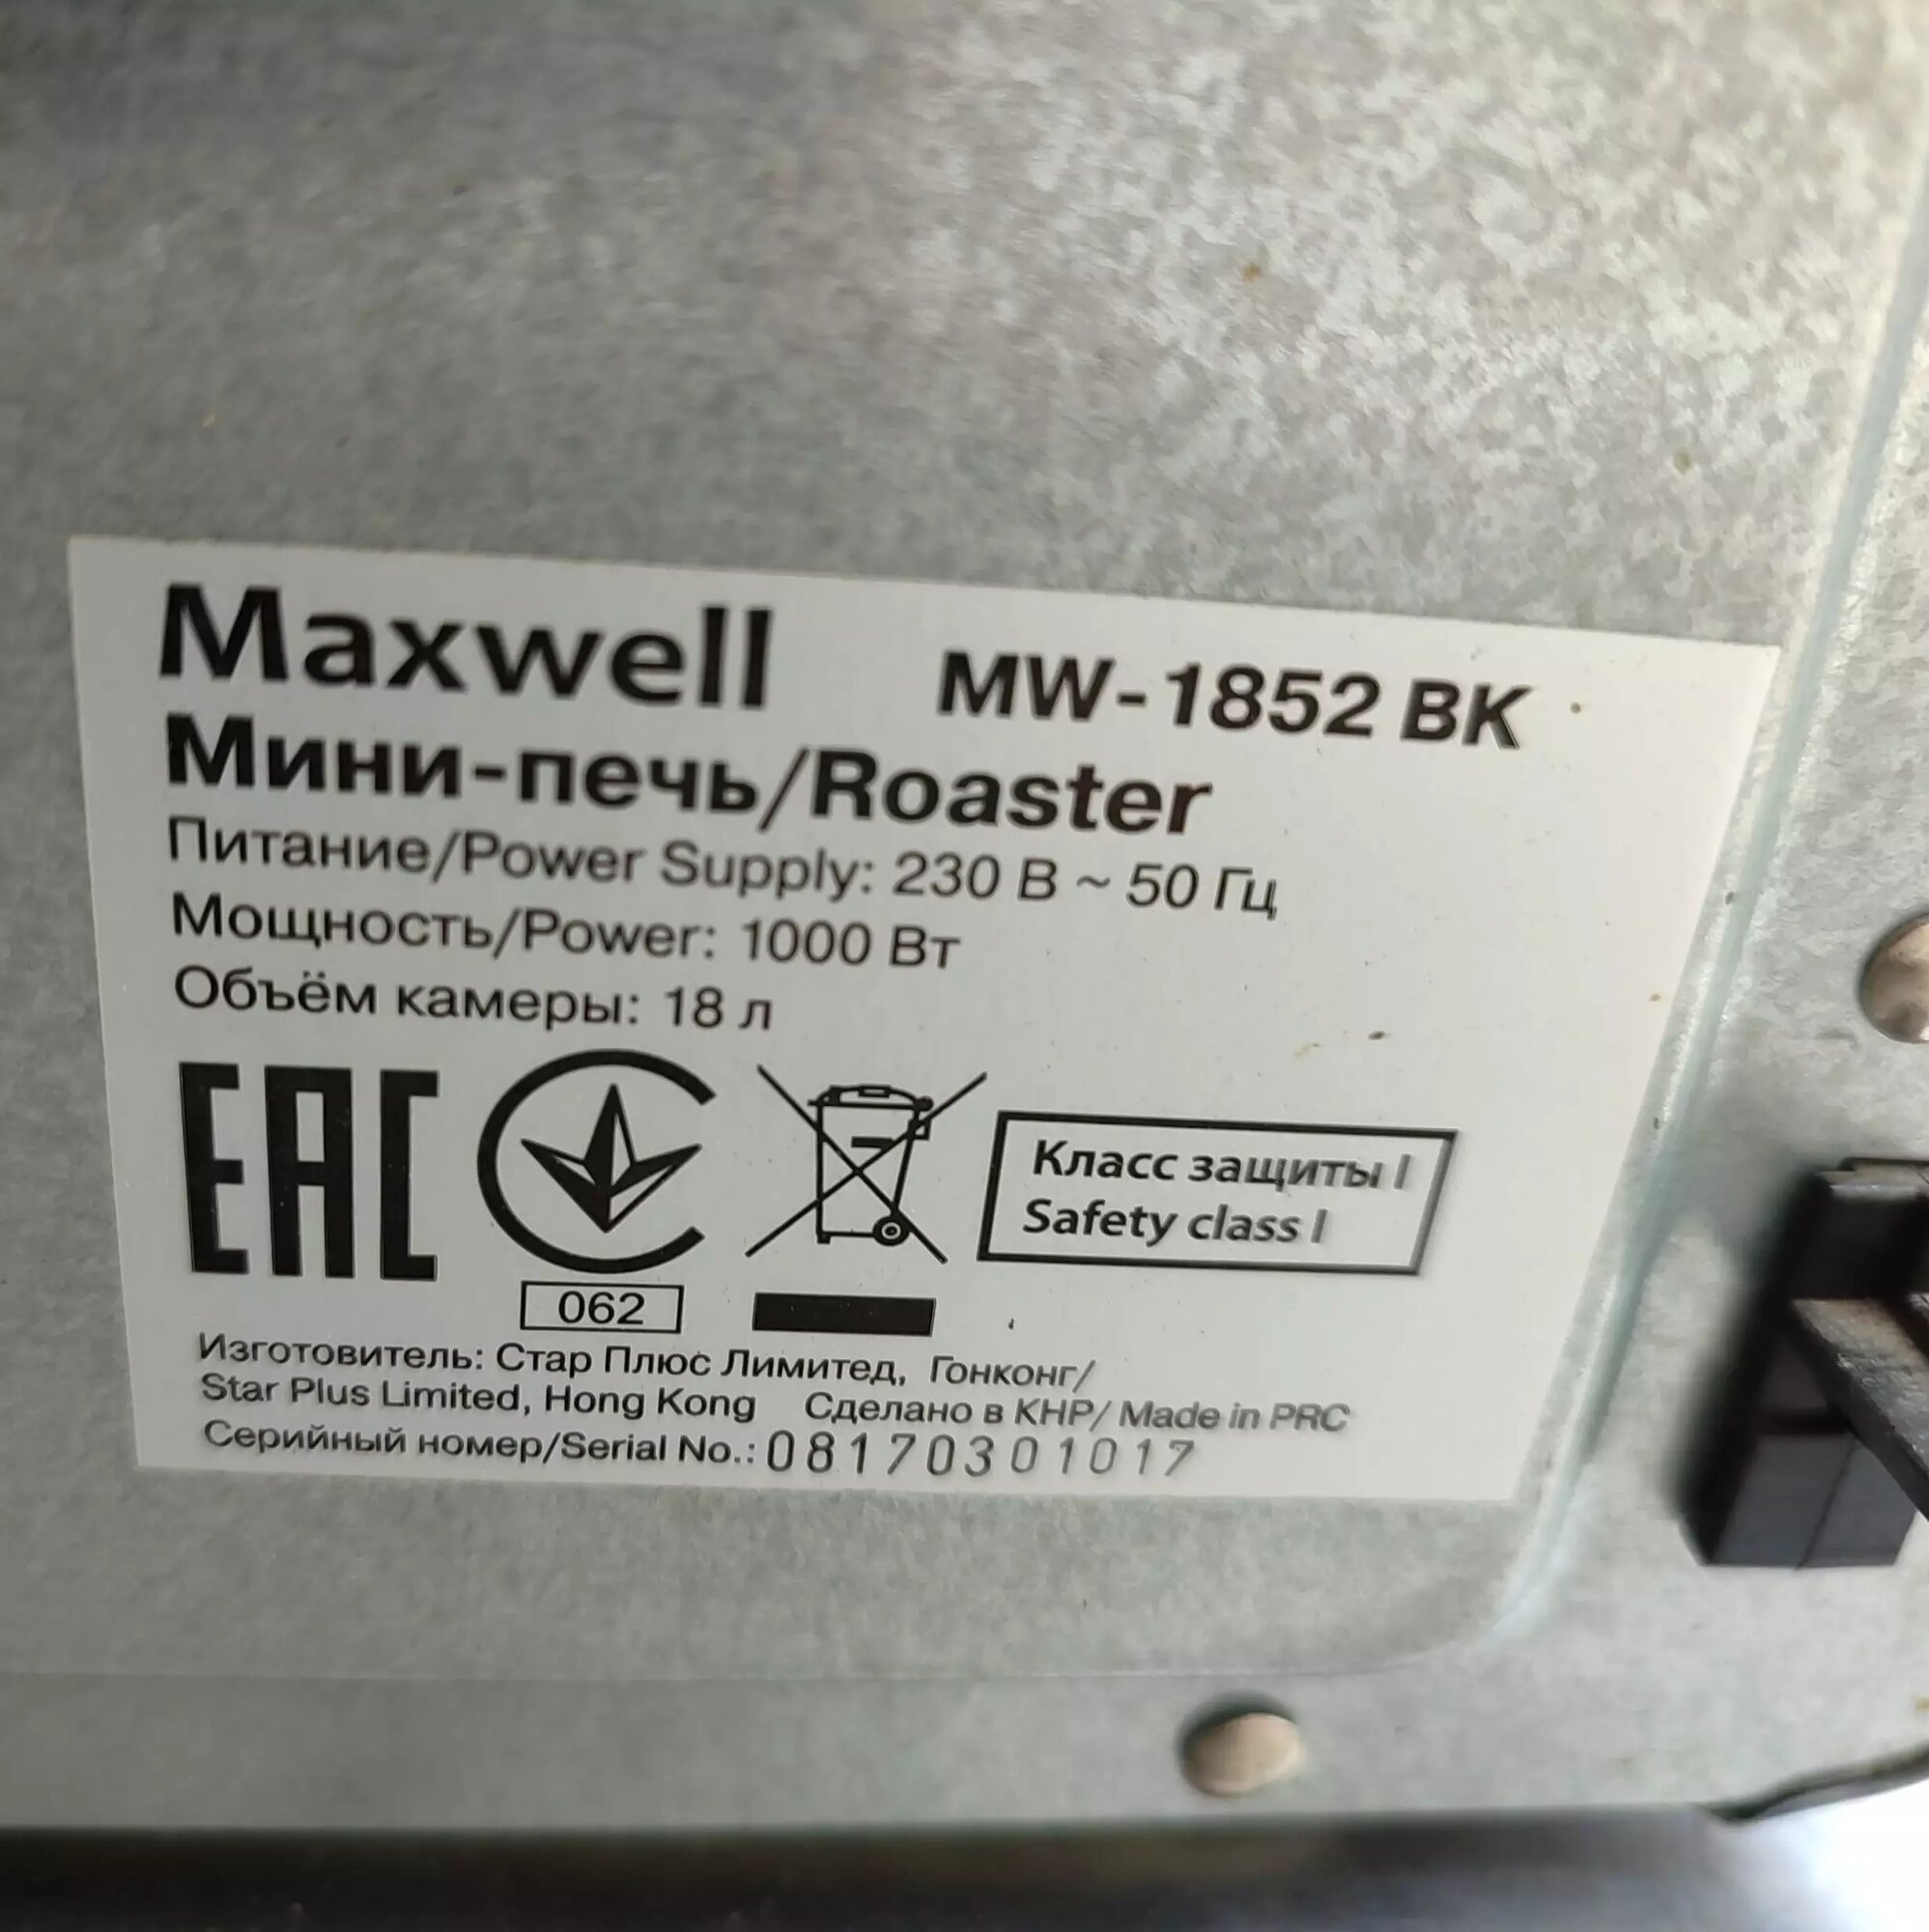 Maxwell MW-1852 BK
Мини-печь/Roaster
Питание/Power Supply: 230 В ~ 50 Гц
Мощность/Power: 1000 Вт
Объём камеры: 18 л
EAC
Класс защиты I
Safety class I
062
Изготовитель: Стар Плюс Лимитед, Гонконг/
Star Plus Limited, Hong Kong Сделано в КНР/ Made in PRC
Серийный номер/Serial No.: 08170301017